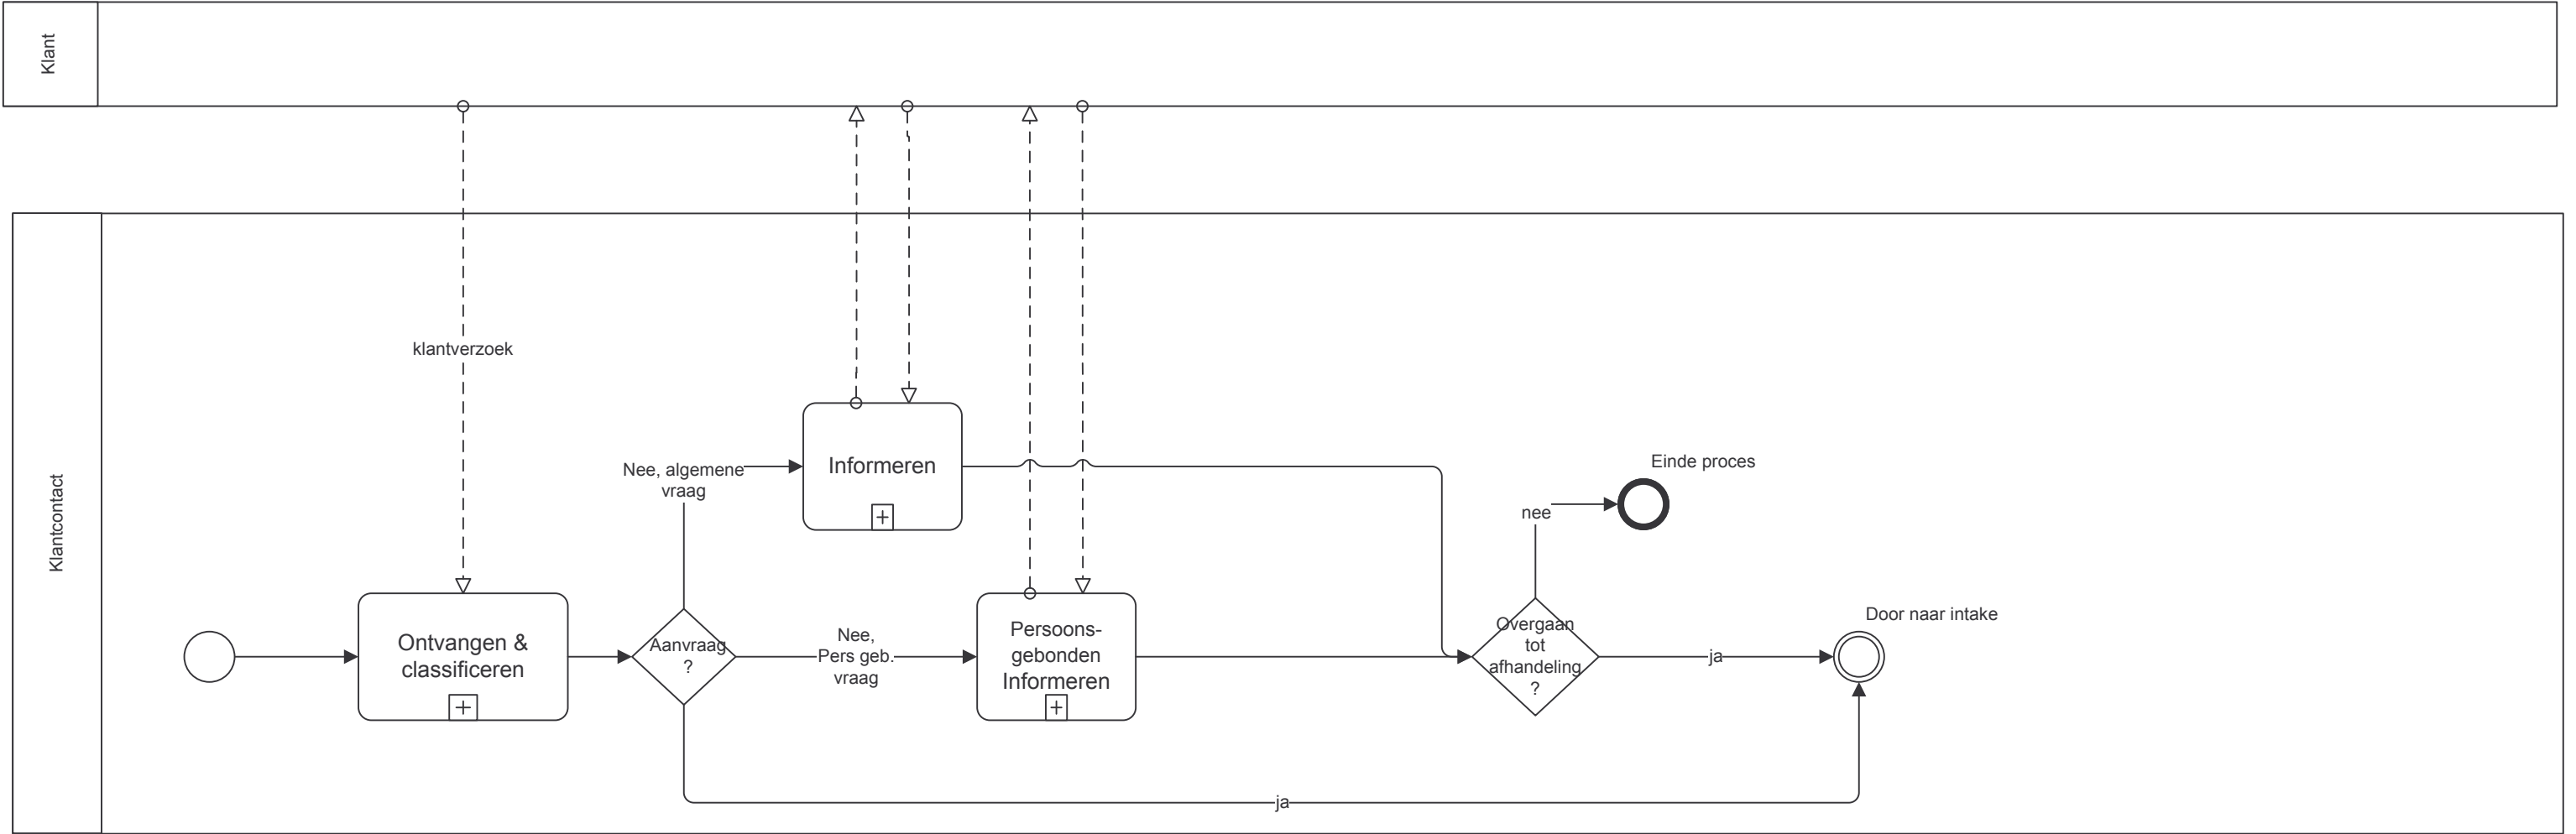 Klant
klantverzoek
Klantcontact
Nee, algemene
vraag
Informeren
Einde proces
nee
Ontvangen &
classificeren
Aanvraag
?
Nee,
Pers geb.
vraag
Persoons-
gebonden
Informeren
Overgaan
tot
afhandeling
?
ja
Door naar intake
ja